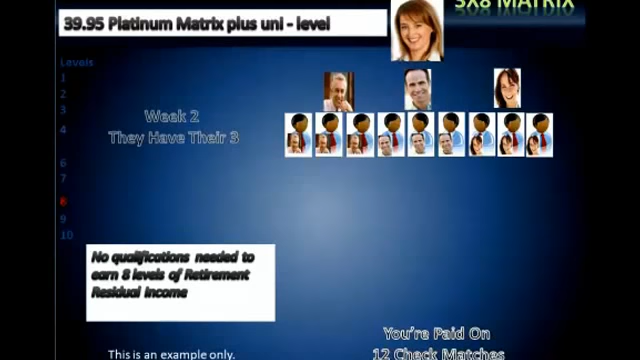 3X8 MATRIX
39.95 Platinum Matrix plus uni - level
Levels
1
2
3
4
6
7
8
9
10
Week 2
They Have Their 3
No qualifications needed to
earn 8 levels of Retirement
Residual Income
You're Paid On
12 Check Matches
This is an example only.